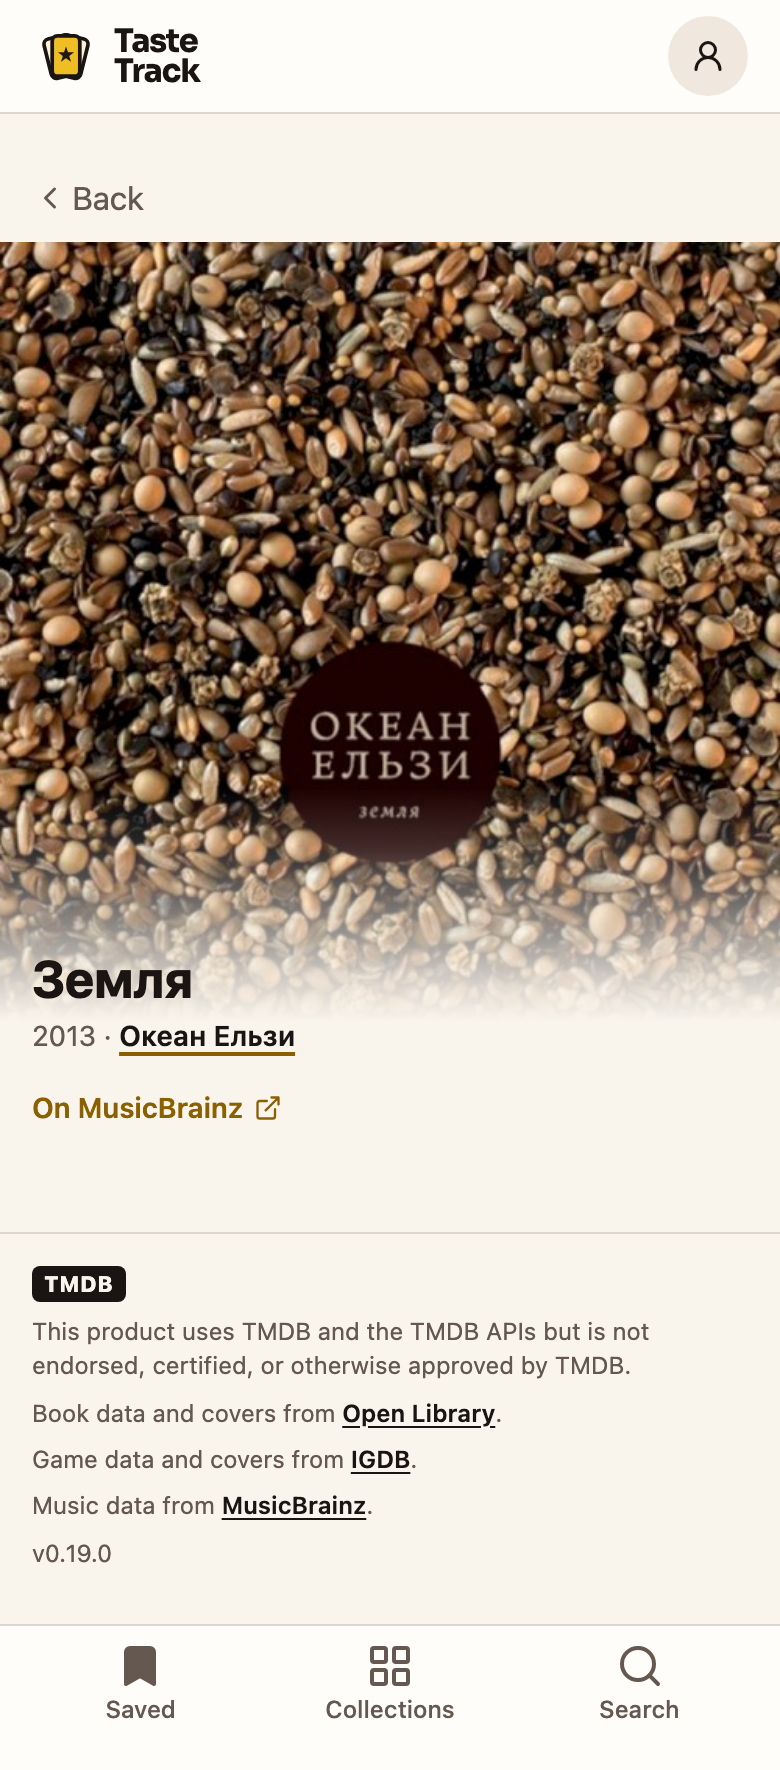 Taste
Track
Back
ОКЕАН
ЕЛЬЗИ
земля
Земля
2013 · Океан Ельзи
On MusicBrainz
TMDB
This product uses TMDB and the TMDB APIs but is not
endorsed, certified, or otherwise approved by TMDB.
Book data and covers from Open Library.
Game data and covers from IGDB.
Music data from MusicBrainz.
v0.19.0
Saved
Collections
Search